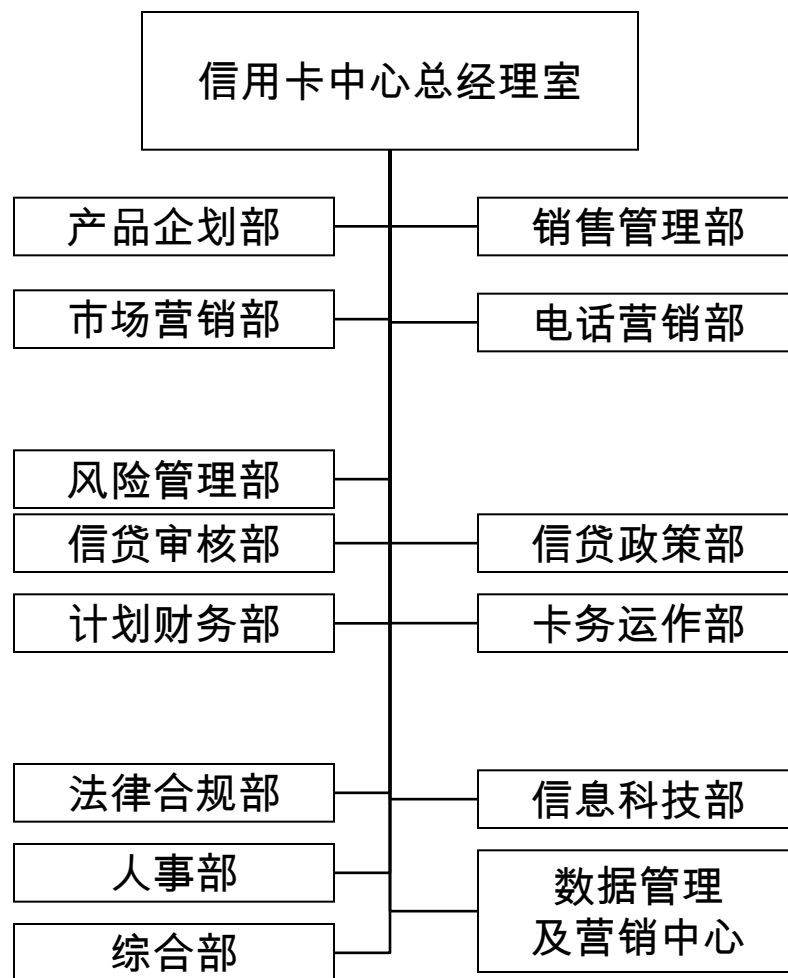 信用卡中心总经理室
产品企划部
销售管理部
市场营销部
电话营销部
风险管理部
信贷审核部
信贷政策部
计划财务部
卡务运作部
法律合规部
信息科技部
人事部
数据管理
及营销中心
综合部